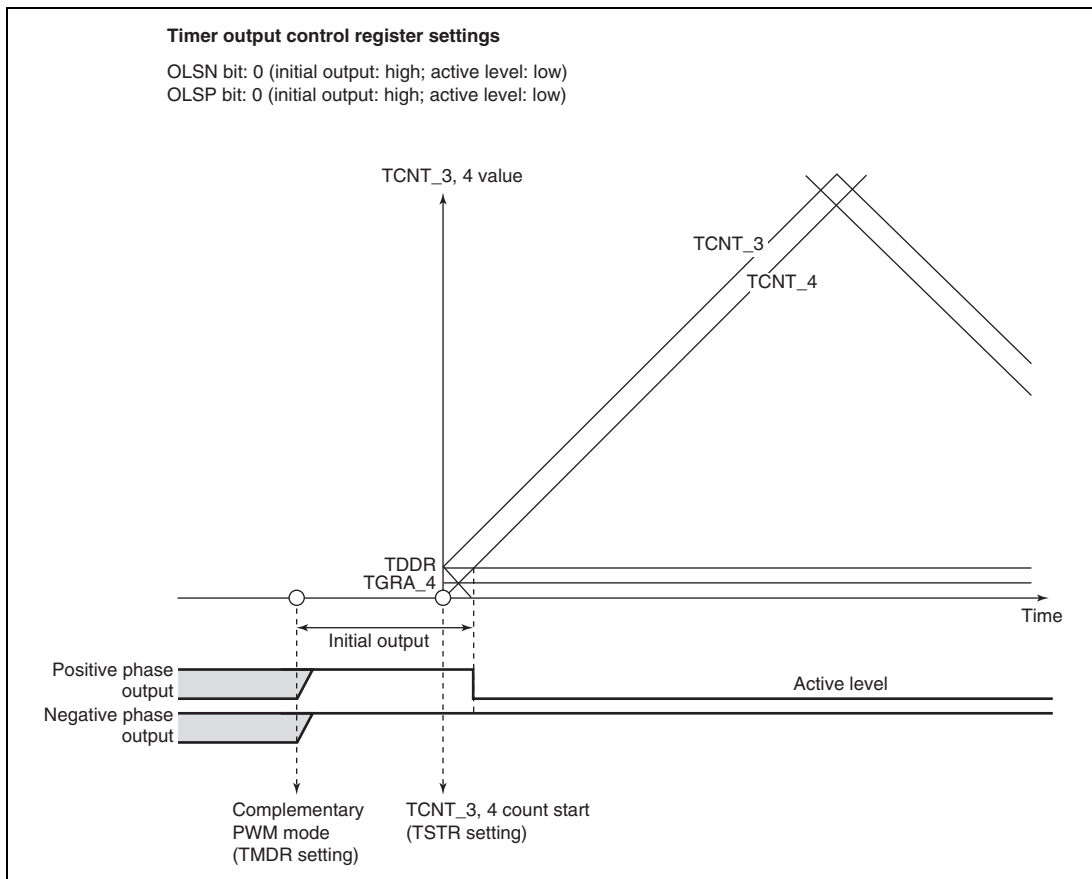 Timer output control register settings
OLSN bit: 0 (initial output: high; active level: low)
OLSP bit: 0 (initial output: high; active level: low)
TCNT_3, 4 value
TCNT_3
TCNT_4
TDDR
TGRA_4
Time
Initial output
Positive phase
output
Active level
Negative phase
output
Complementary
PWM mode
(TMDR setting)
TCNT_3, 4 count start
(TSTR setting)